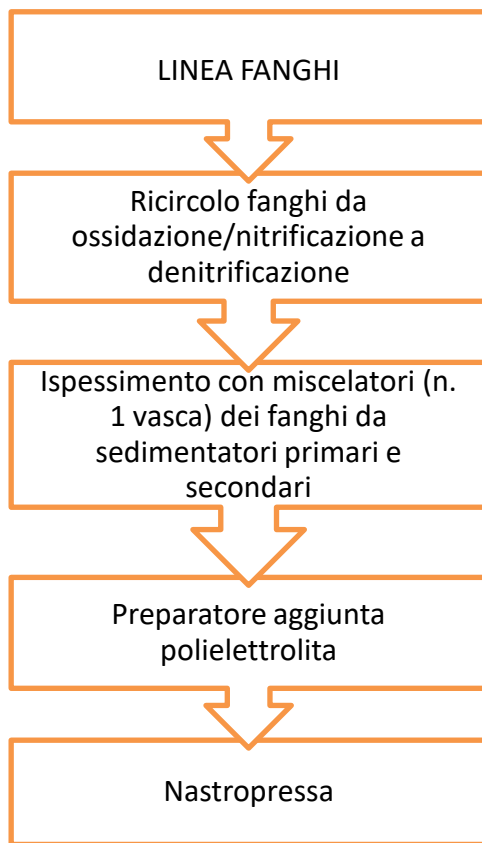 LINEA FANGHI
Ricircolo fanghi da
ossidazione/nitrificazione a
denitrificazione
Ispessimento con miscelatori (n.
1 vasca) dei fanghi da
sedimentatori primari e
secondari
Preparatore aggiunta
polielettrolita
Nastropressa